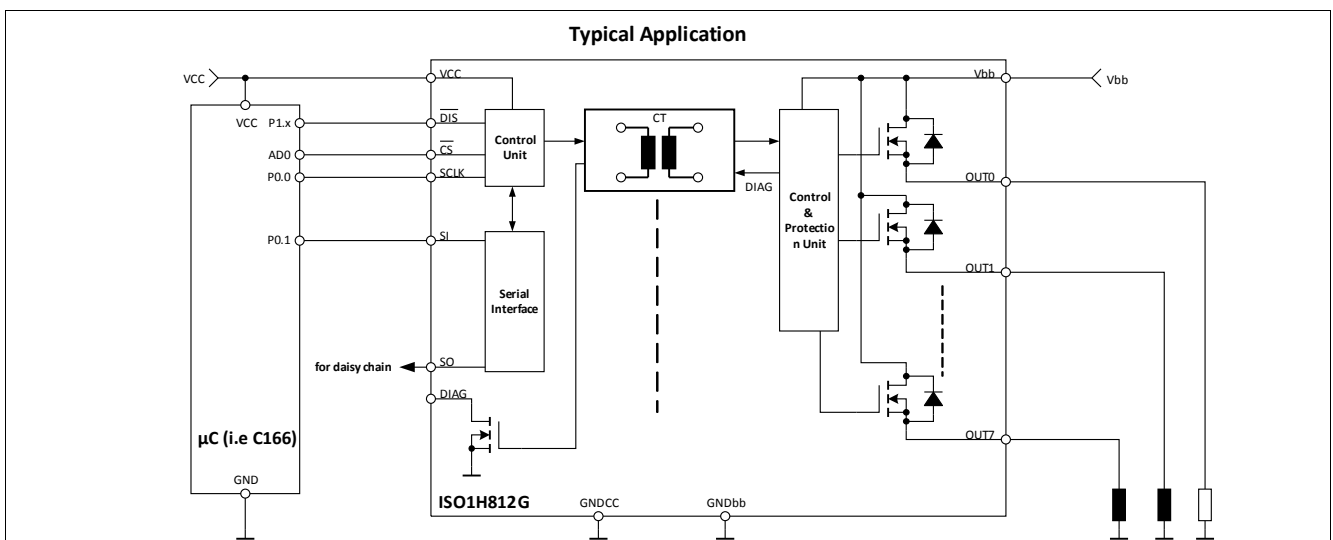 Typical Application
VCC
VCC
Vbb
Vbb
VCC P1.x
DIS
AD0
CS
P0.0
SCLK
Control
Unit
CT
DIAG
Control
&
Protectio
n Unit
OUT0
P0.1
SI
OUT1
Serial
Interface
for daisy chain
SO
DIAG
μC (i.e C166)
OUT7
GND
ISO1H812G
GNDCC
GNDbb